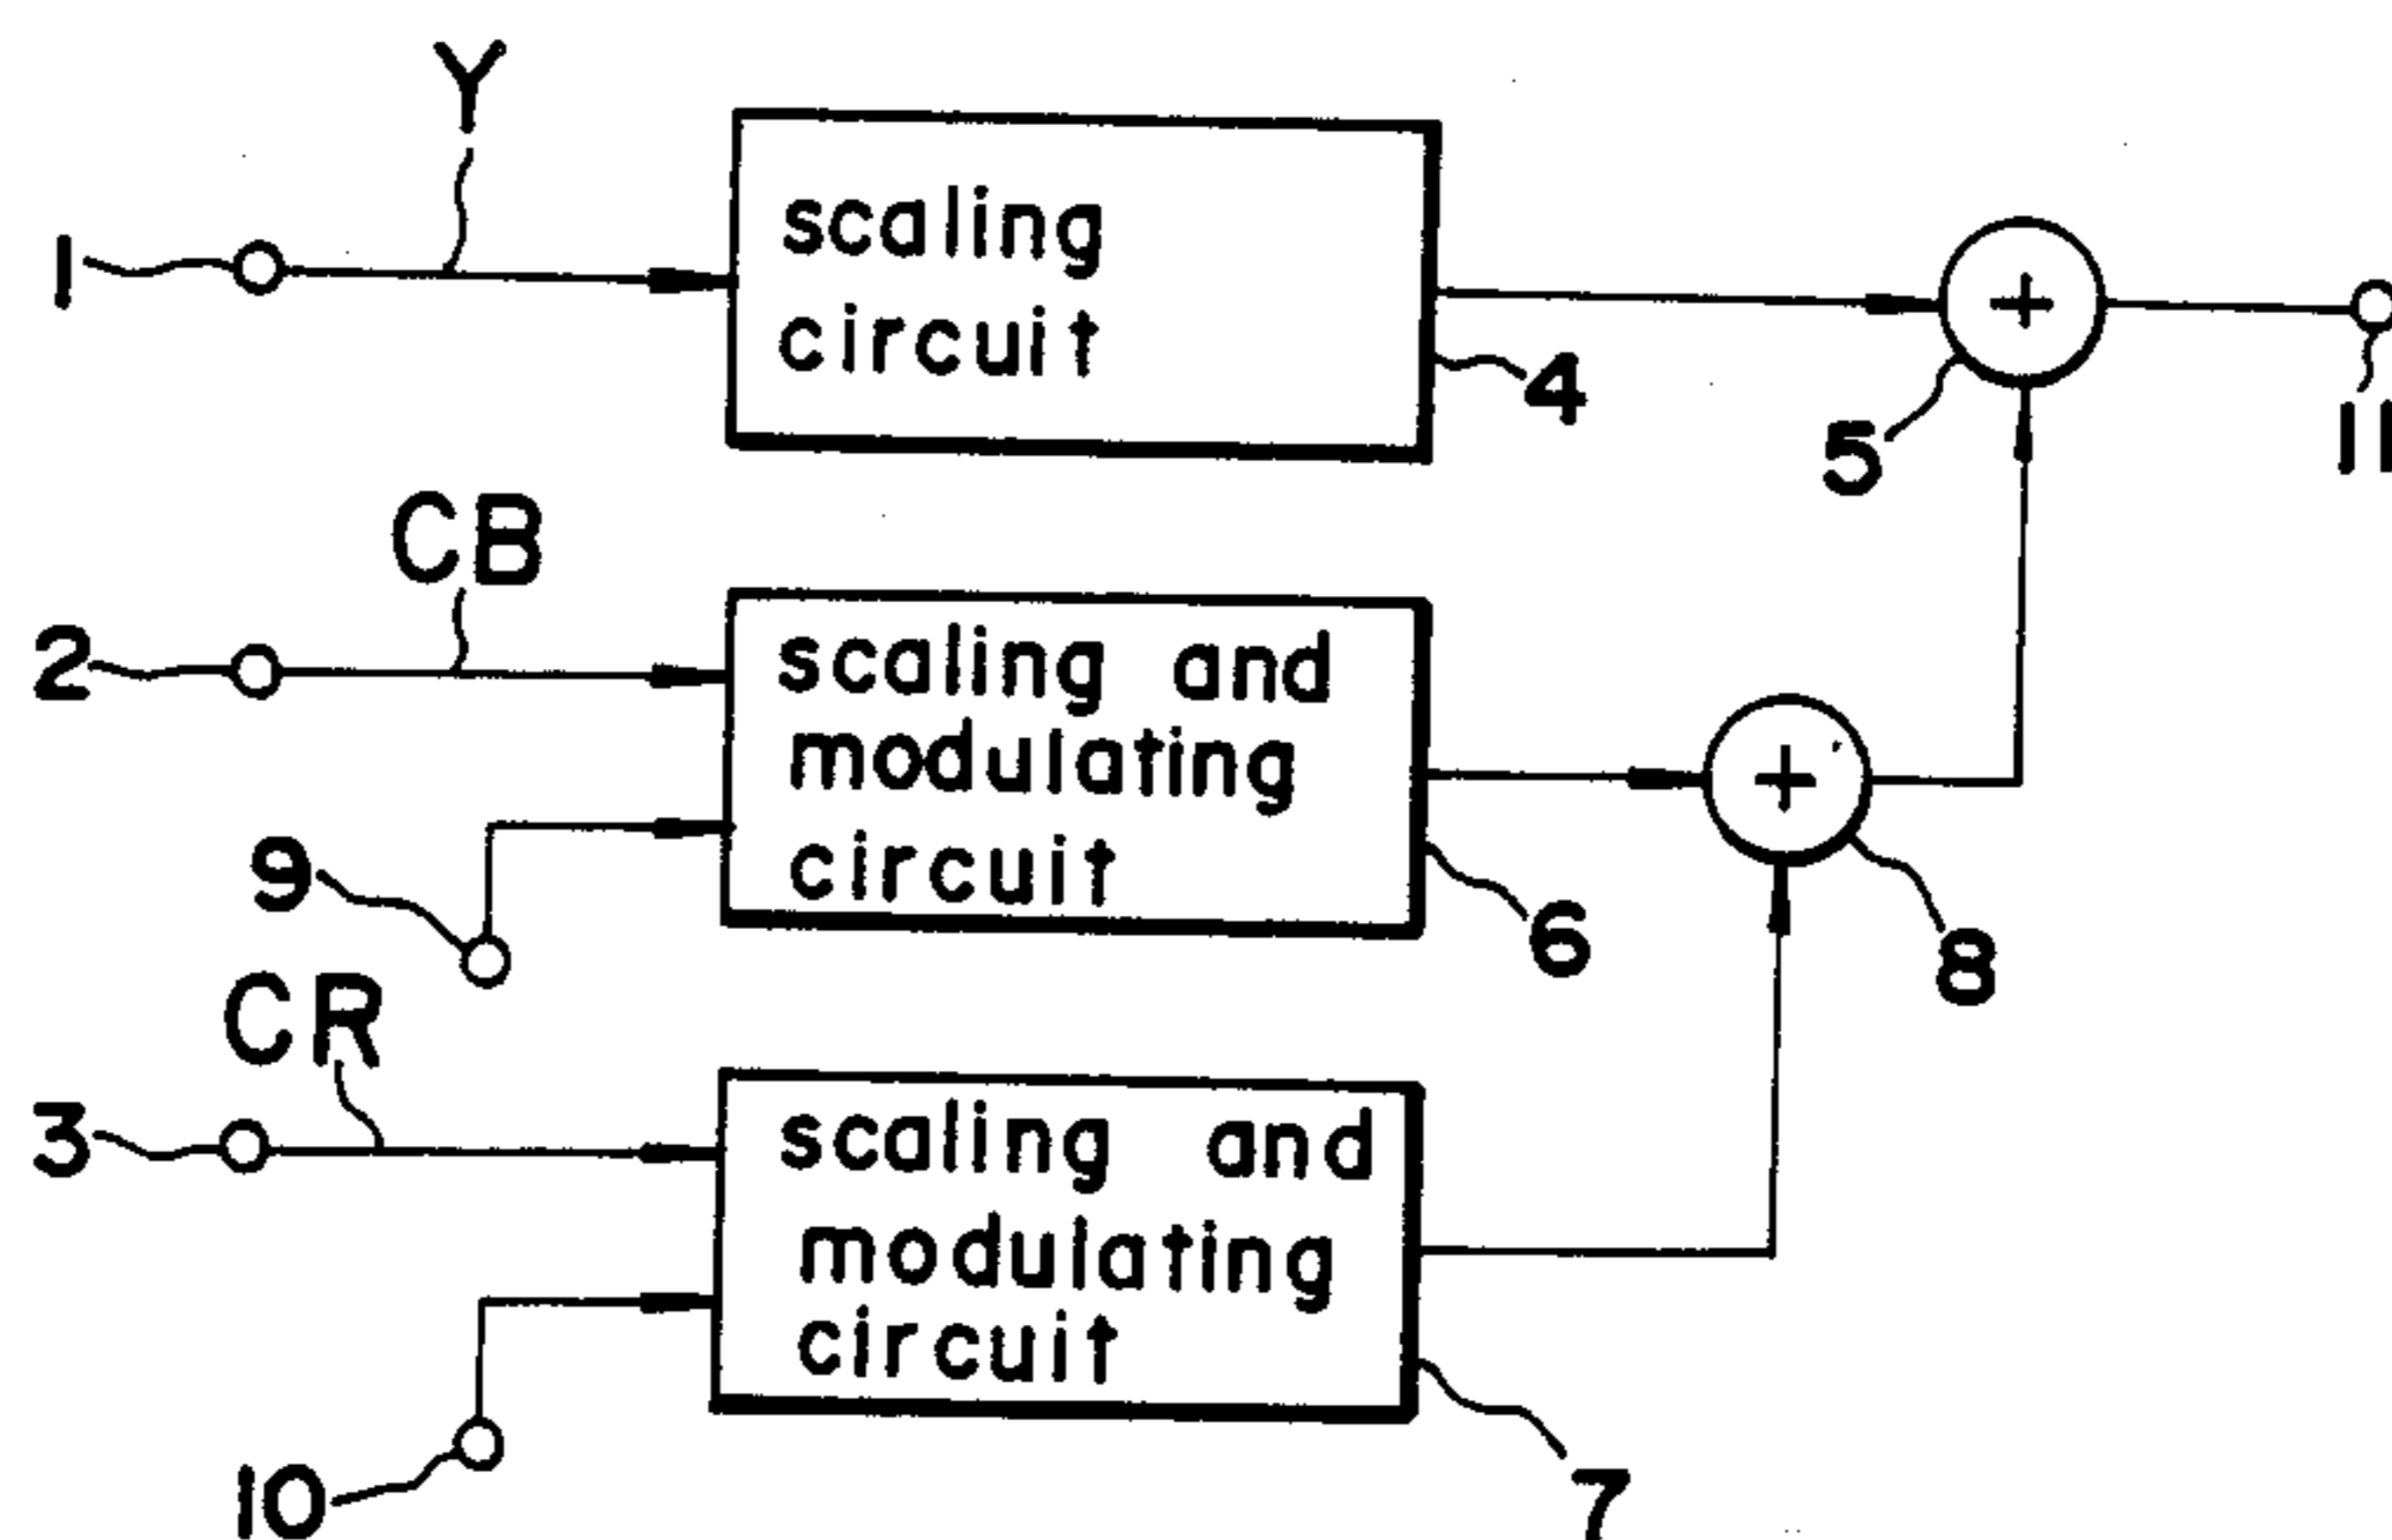 Y
1
scaling
circuit
4
5
11
CB
2
scaling and
modulating
circuit
+
+
9
6
8
CR
3
scaling and
modulating
circuit
10
7